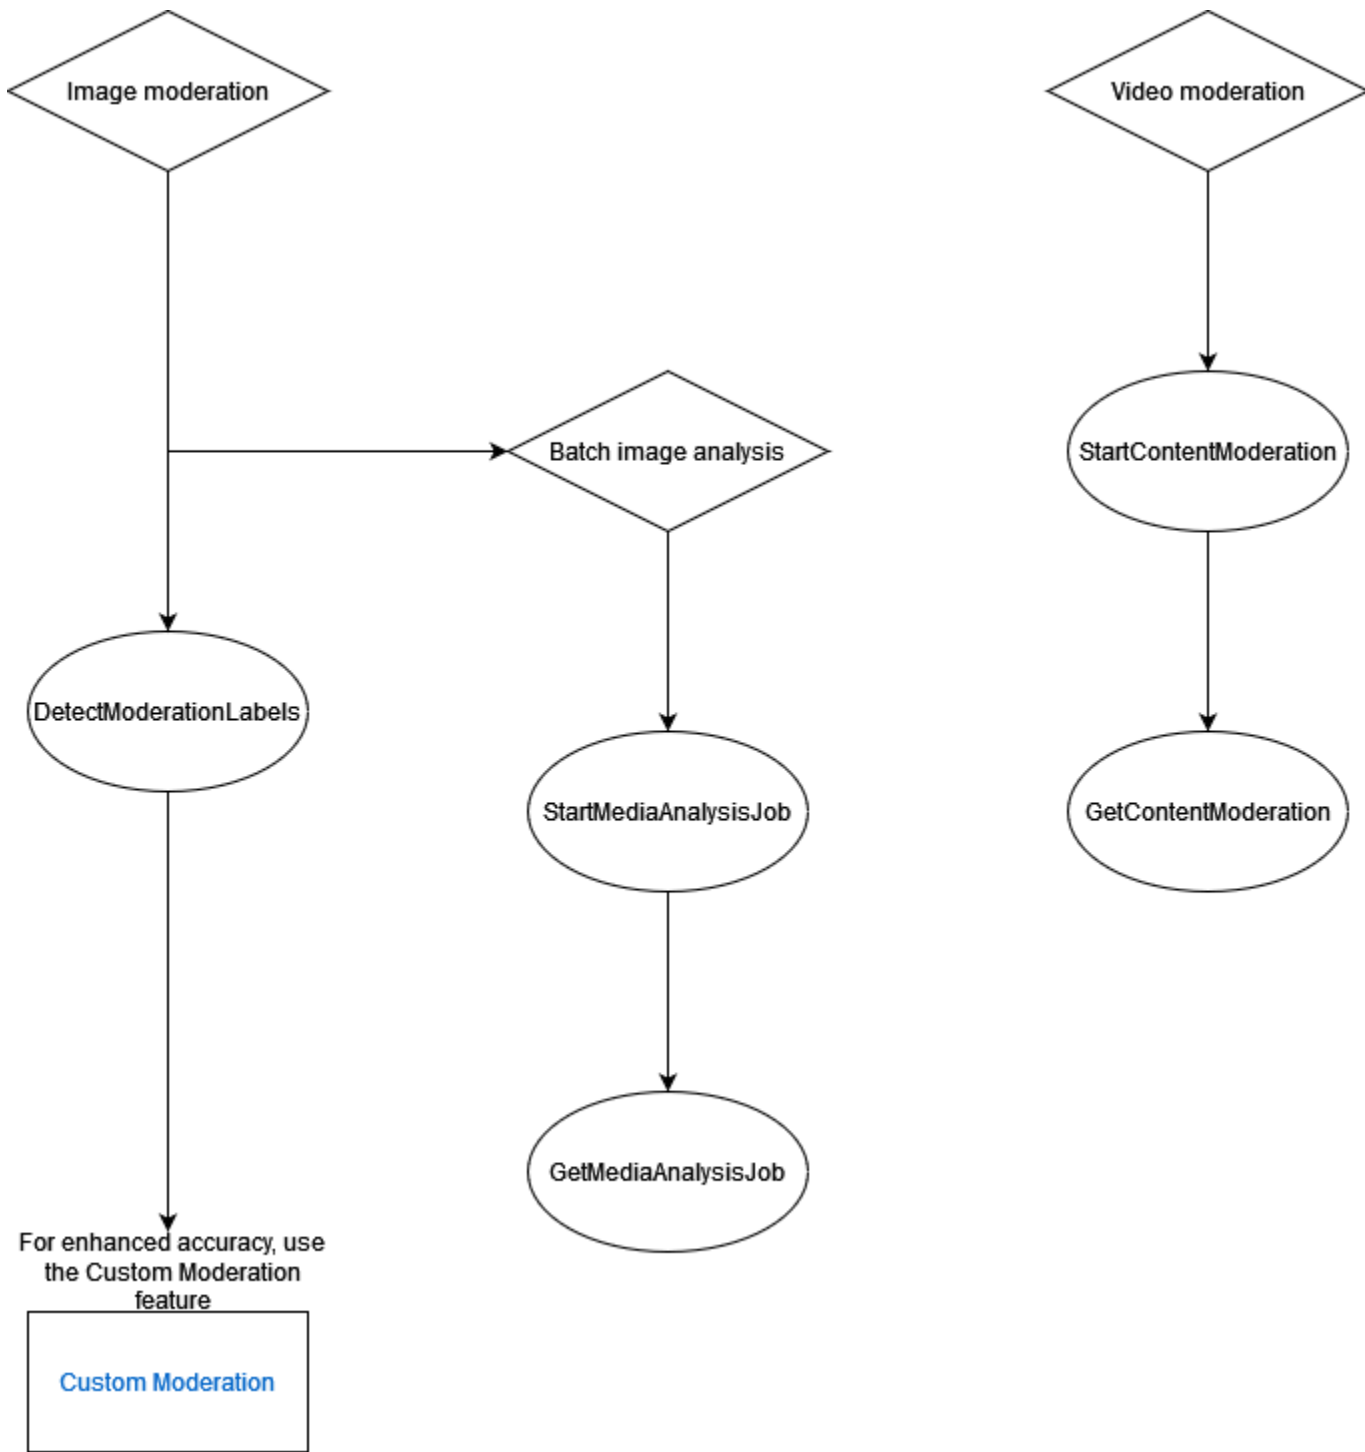 Image moderation
Video moderation
Batch image analysis
StartContentModeration
DetectModerationLabels
StartMediaAnalysisJob
GetContentModeration
GetMediaAnalysisJob
For enhanced accuracy, use
the Custom Moderation
feature
Custom Moderation